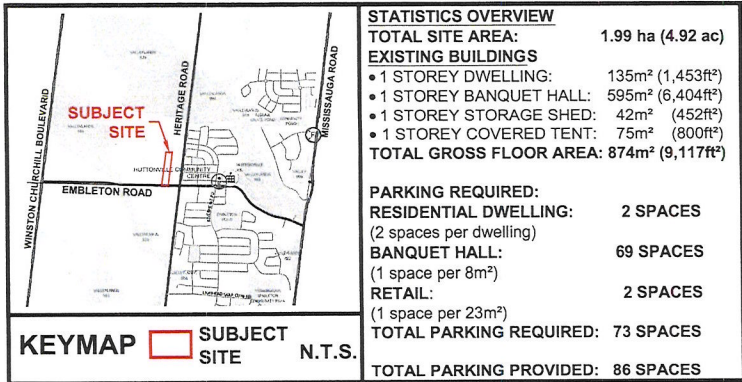 STATISTICS OVERVIEW
TOTAL SITE AREA: 1.99 ha (4.92 ac)
EXISTING BUILDINGS
• 1 STOREY DWELLING: 135m² (1,453ft²)
• 1 STOREY BANQUET HALL: 595m² (6,404ft²)
• 1 STOREY STORAGE SHED: 42m² (452ft²)
• 1 STOREY COVERED TENT: 75m² (800ft²)
TOTAL GROSS FLOOR AREA: 874m² (9,117ft²)
PARKING REQUIRED:
RESIDENTIAL DWELLING: 2 SPACES
(2 spaces per dwelling)
BANQUET HALL: 69 SPACES
(1 space per 8m²)
RETAIL: 2 SPACES
(1 space per 23m²)
TOTAL PARKING REQUIRED: 73 SPACES
TOTAL PARKING PROVIDED: 86 SPACES
WINSTON CHURCHILL BOULEVARD
HERITAGE ROAD
MISSISSAUGA ROAD
SUBJECT
SITE
HUTTONVILLE COMMUNITY
CENTRE
EMBLETON ROAD
KEYMAP
SUBJECT
SITE
N.T.S.